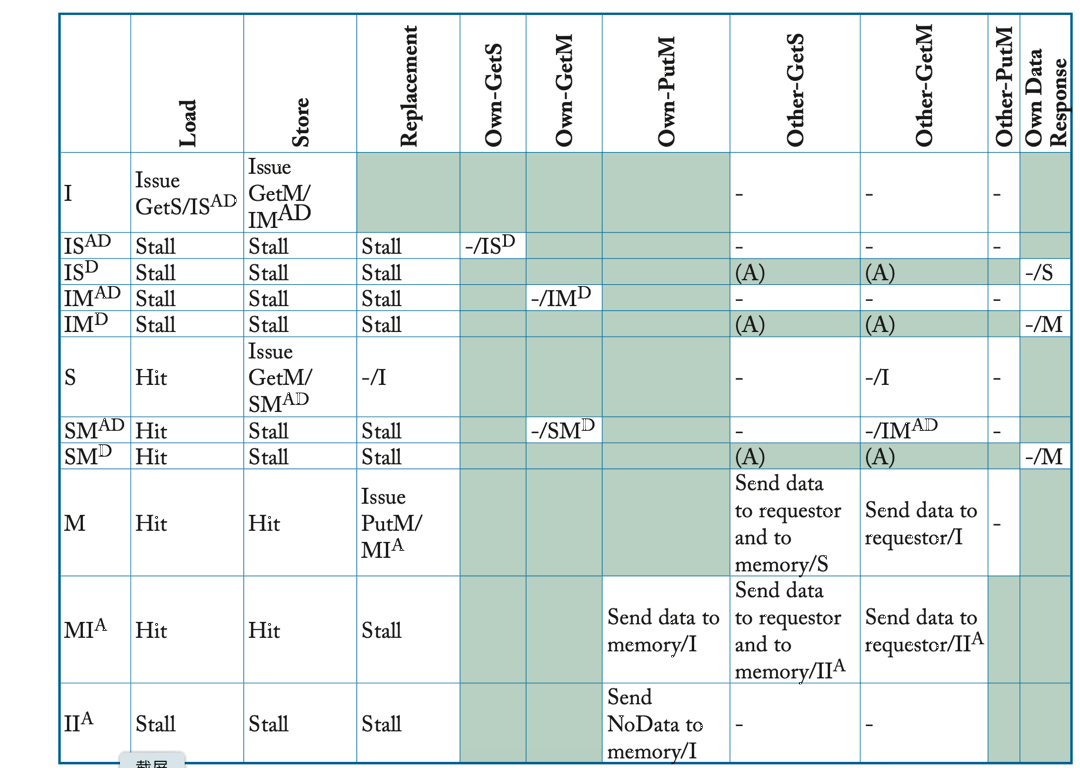 Load Store Replacement Own-GetS Own-GetM Own-PutM Other-GetS Other-GetM Other-PutM Own Data Response
I Issue GetS/IS^AD Issue GetM/IM^AD - - -
IS^AD Stall Stall Stall -/IS^D - - -
IS^D Stall Stall Stall (A) (A) -/S
IM^AD Stall Stall Stall -/IM^D - - -
IM^D Stall Stall Stall (A) (A) -/M
S Hit Issue GetM/SM^AD -/I - -/I -
SM^AD Hit Stall Stall -/SM^D - -/IM^AD -
SM^D Hit Stall Stall (A) (A) -/M
M Hit Hit Issue PutM/MI^A Send data to requestor and to memory/S Send data to requestor/I -
MI^A Hit Hit Stall Send data to memory/I Send data to requestor and to memory/II^A Send data to requestor/II^A
II^A Stall Stall Stall Send NoData to memory/I - -
截屏